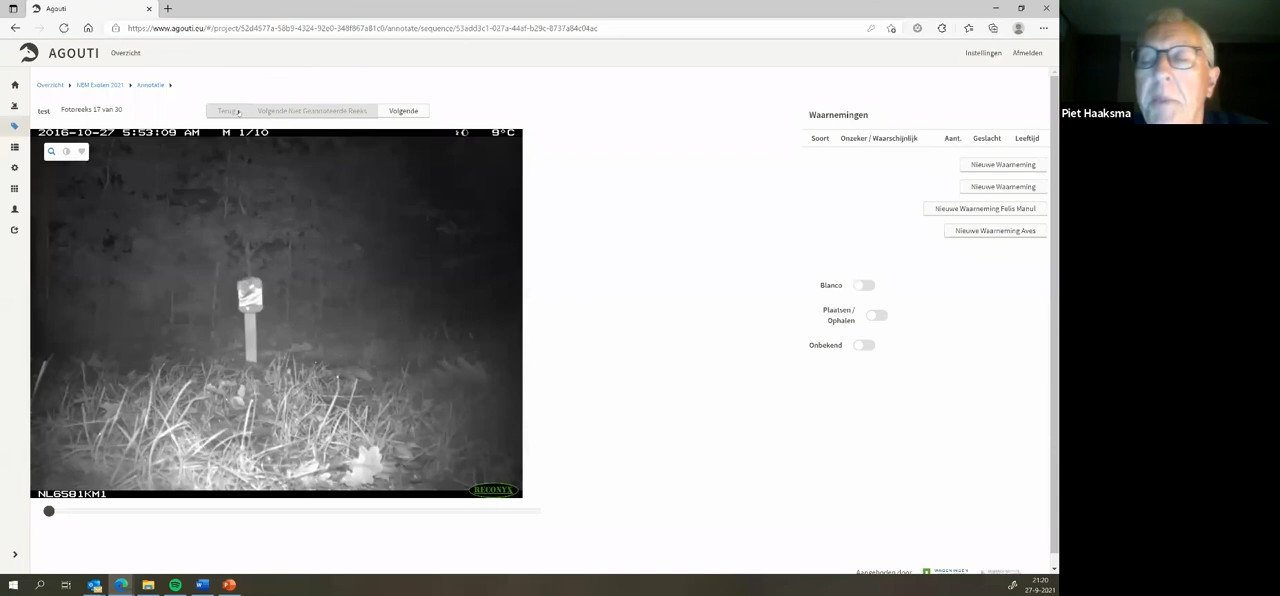 Agouti
https://www.agouti.eu/#/project/52d4577a-58b9-4324-92ef-348f867a81c0/annotate/sequence/53add3c1-027a-44af-b29c-8737a84c04ac
AGOUTI
Overzicht
Instellingen
Afmelden
Overzicht
NEM Exoten 2021
Annotatie
test
Fotoreeks 17 van 30
Terug
Volgende Niet Geannoteerde Reeks
Volgende
2016-10-27 5:53:09 AM M 1/10 9°C
NL6581KM1
RECONYX
Waarnemingen
Soort Onzeker / Waarschijnlijk Aant. Geslacht Leeftijd
Nieuwe Waarneming
Nieuwe Waarneming
Nieuwe Waarneming Felis Manul
Nieuwe Waarneming Aves
Blanco
Plaatsen /
Ophalen
Onbekend
Aangeboden door
Piet Haaksma
21:20
27-9-2021